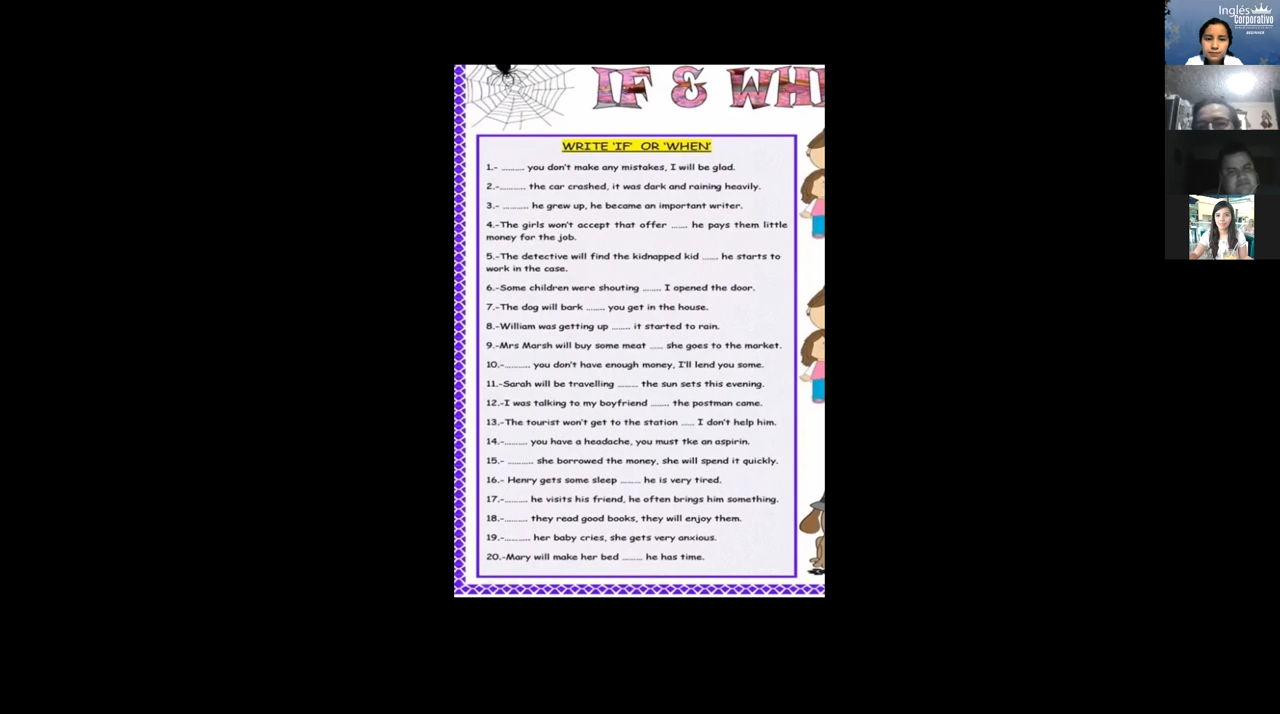 IF & WH
WRITE 'IF' OR 'WHEN'
1.- .......... you don't make any mistakes, I will be glad.
2.-............ the car crashed, it was dark and raining heavily.
3.- ............ he grew up, he became an important writer.
4.-The girls won't accept that offer ....... he pays them little
money for the job.
5.-The detective will find the kidnapped kid ....... he starts to
work in the case.
6.-Some children were shouting ........ I opened the door.
7.-The dog will bark ........ you get in the house.
8.-William was getting up ........ it started to rain.
9.-Mrs Marsh will buy some meat ...... she goes to the market.
10.-........... you don't have enough money, I'll lend you some.
11.-Sarah will be travelling ......... the sun sets this evening.
12.-I was talking to my boyfriend ........ the postman came.
13.-The tourist won't get to the station ...... I don't help him.
14.-.......... you have a headache, you must tke an aspirin.
15.- ............ she borrowed the money, she will spend it quickly.
16.- Henry gets some sleep ......... he is very tired.
17.-.......... he visits his friend, he often brings him something.
18.-.......... they read good books, they will enjoy them.
19.-........... her baby cries, she gets very anxious.
20.-Mary will make her bed ......... he has time.
Inglés
Corporativo
BEGINNER